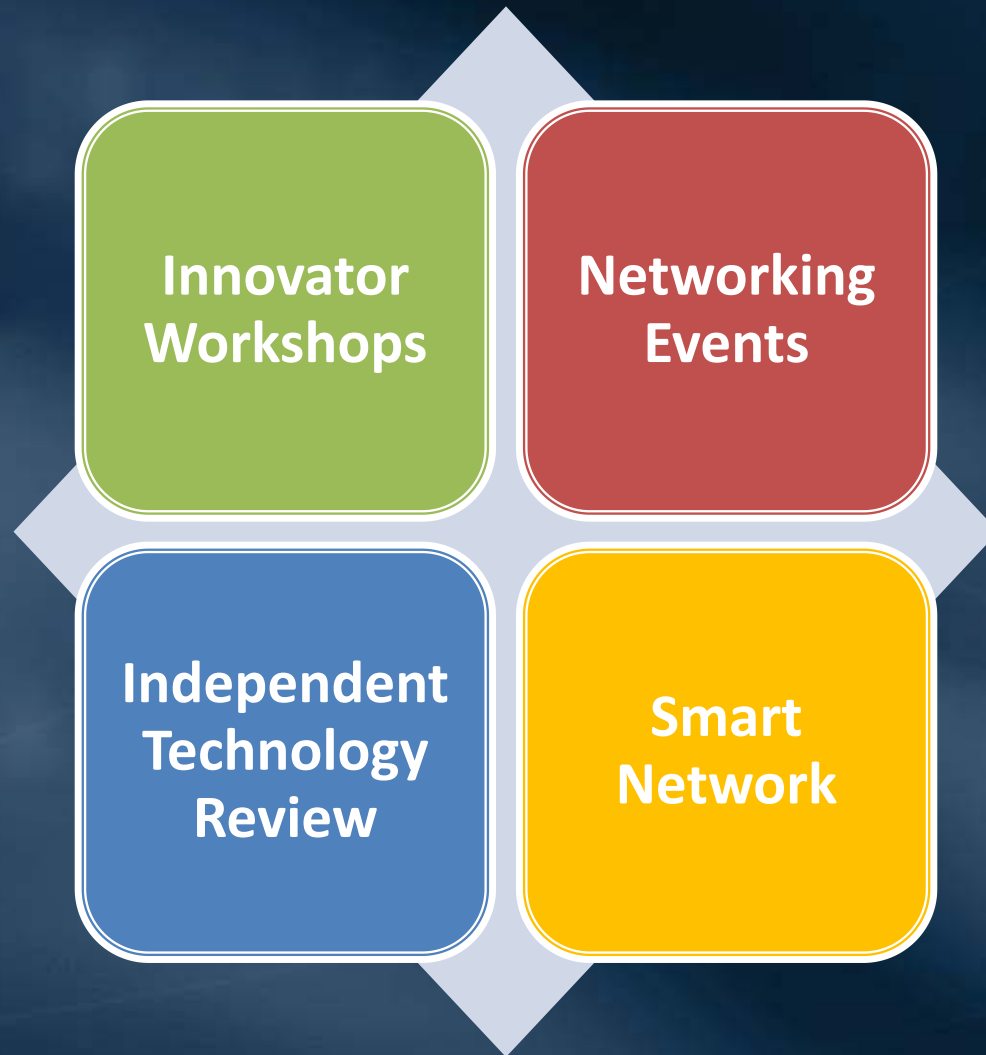 Innovator
Workshops
Networking
Events
Independent
Technology
Review
Smart
Network